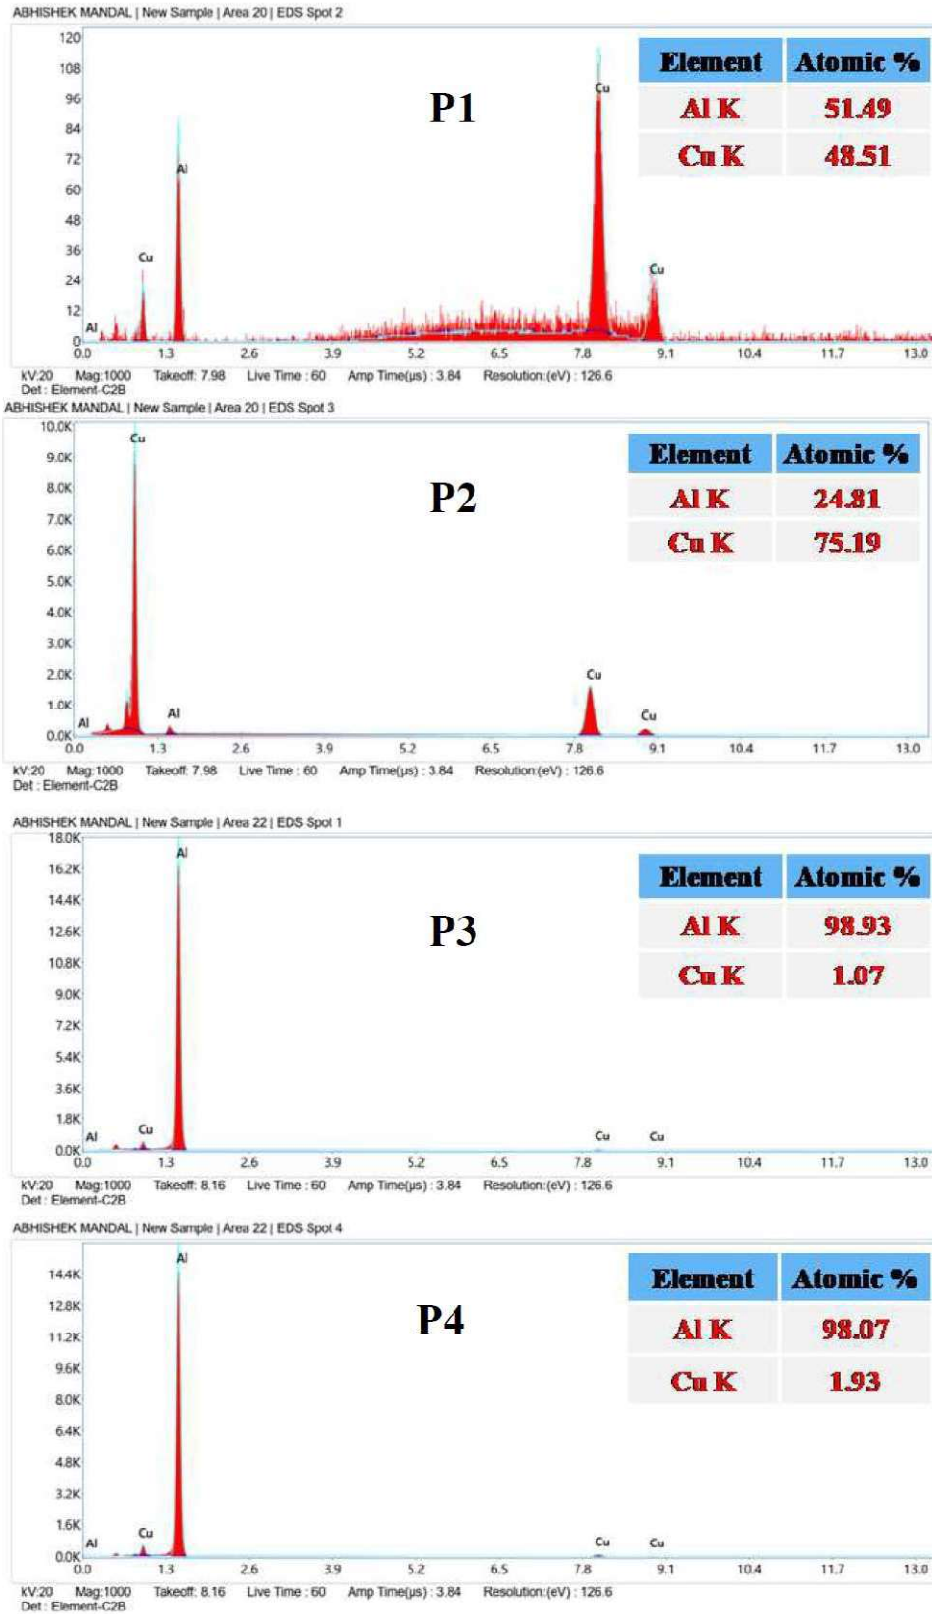 ABHISHEK MANDAL | New Sample | Area 20 | EDS Spot 2
120
108
96
84
72
60
48
36
24
12
0
P1
Element Atomic %
Al K 51.49
Cu K 48.51
Al Cu Al Cu Cu
0.0 1.3 2.6 3.9 5.2 6.5 7.8 9.1 10.4 11.7 13.0
kV:20 Mag:1000 Takeoff: 7.98 Live Time : 60 Amp Time(µs) : 3.84 Resolution:(eV) : 126.6
Det : Element-C2B
ABHISHEK MANDAL | New Sample | Area 20 | EDS Spot 3
10.0K
9.0K
8.0K
7.0K
6.0K
5.0K
4.0K
3.0K
2.0K
1.0K
0.0K
P2
Element Atomic %
Al K 24.81
Cu K 75.19
Al Cu Al Cu Cu
0.0 1.3 2.6 3.9 5.2 6.5 7.8 9.1 10.4 11.7 13.0
kV:20 Mag:1000 Takeoff: 7.98 Live Time : 60 Amp Time(µs) : 3.84 Resolution:(eV) : 126.6
Det : Element-C2B
ABHISHEK MANDAL | New Sample | Area 22 | EDS Spot 1
18.0K
16.2K
14.4K
12.6K
10.8K
9.0K
7.2K
5.4K
3.6K
1.8K
0.0K
P3
Element Atomic %
Al K 98.93
Cu K 1.07
Al Cu Al Cu Cu
0.0 1.3 2.6 3.9 5.2 6.5 7.8 9.1 10.4 11.7 13.0
kV:20 Mag:1000 Takeoff: 8.16 Live Time : 60 Amp Time(µs) : 3.84 Resolution:(eV) : 126.6
Det : Element-C2B
ABHISHEK MANDAL | New Sample | Area 22 | EDS Spot 4
14.4K
12.8K
11.2K
9.6K
8.0K
6.4K
4.8K
3.2K
1.6K
0.0K
P4
Element Atomic %
Al K 98.07
Cu K 1.93
Al Cu Al Cu Cu
0.0 1.3 2.6 3.9 5.2 6.5 7.8 9.1 10.4 11.7 13.0
kV:20 Mag:1000 Takeoff: 8.16 Live Time : 60 Amp Time(µs) : 3.84 Resolution:(eV) : 126.6
Det : Element-C2B